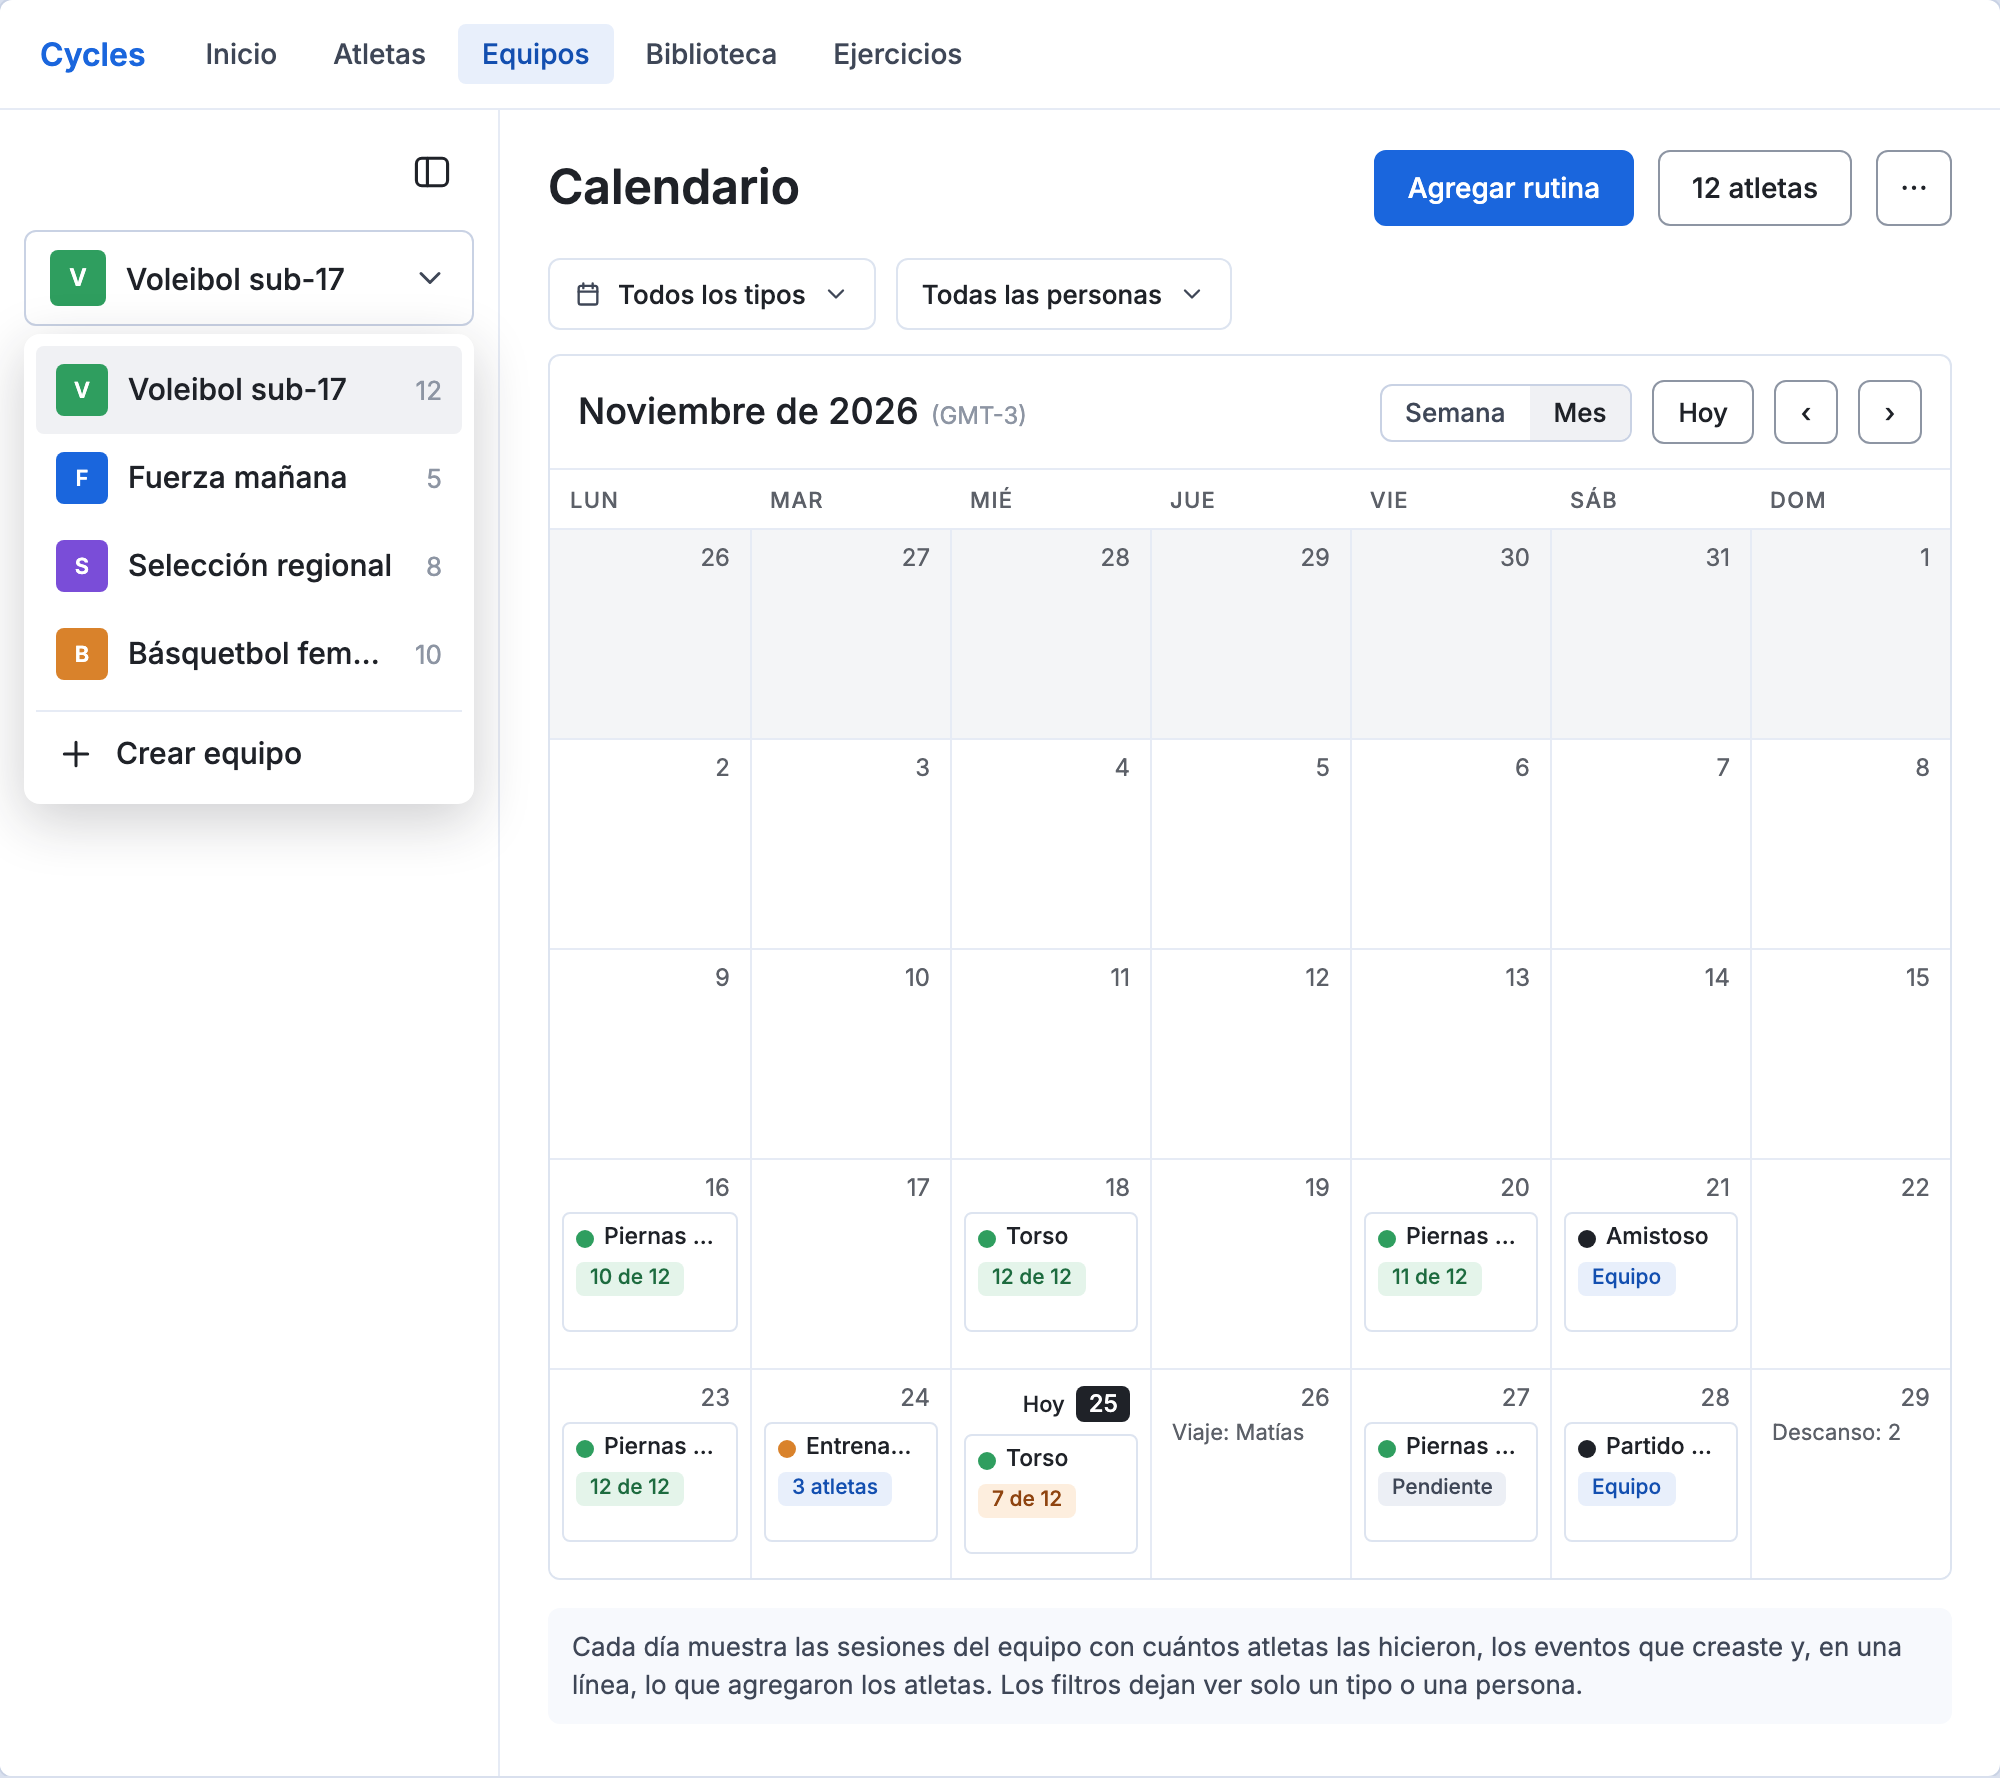 Cycles
Inicio
Atletas
Equipos
Biblioteca
Ejercicios
V Voleibol sub-17
V Voleibol sub-17 12
F Fuerza mañana 5
S Selección regional 8
B Básquetbol fem... 10
+ Crear equipo
Calendario
Agregar rutina
12 atletas
...
Todos los tipos
Todas las personas
Noviembre de 2026 (GMT-3)
Semana
Mes
Hoy
‹
›
LUN MAR MIÉ JUE VIE SÁB DOM
26 27 28 29 30 31 1
2 3 4 5 6 7 8
9 10 11 12 13 14 15
16
Piernas ...
10 de 12
17
18
Torso
12 de 12
19
20
Piernas ...
11 de 12
21
Amistoso
Equipo
22
23
Piernas ...
12 de 12
24
Entrena...
3 atletas
Hoy 25
Torso
7 de 12
26
Viaje: Matías
27
Piernas ...
Pendiente
28
Partido ...
Equipo
29
Descanso: 2
Cada día muestra las sesiones del equipo con cuántos atletas las hicieron, los eventos que creaste y, en una
línea, lo que agregaron los atletas. Los filtros dejan ver solo un tipo o una persona.